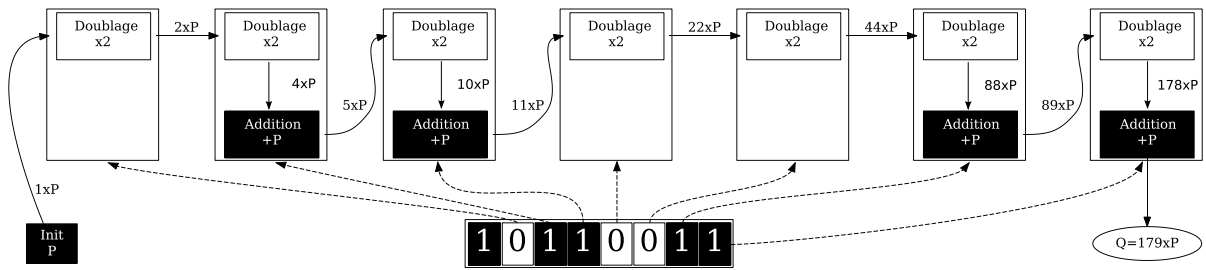 Doublage
x2
2xP
Doublage
x2
4xP
Addition
+P
5xP
Doublage
x2
10xP
Addition
+P
11xP
Doublage
x2
22xP
Doublage
x2
44xP
Doublage
x2
88xP
Addition
+P
89xP
Doublage
x2
178xP
Addition
+P
1xP
Init
P
1 0 1 1 0 0 1 1
Q=179xP